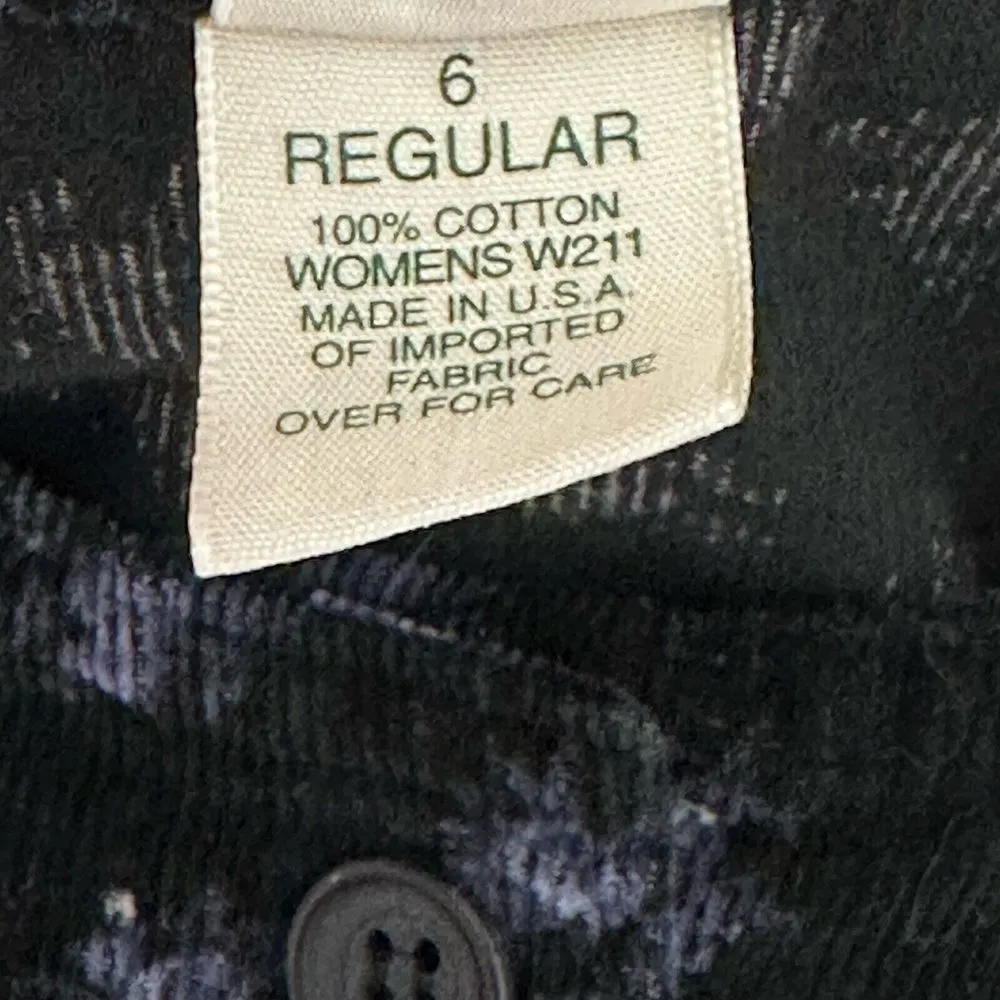 6
REGULAR
100% COTTON
WOMENS W211
MADE IN U.S.A.
OF IMPORTED
FABRIC
OVER FOR CARE